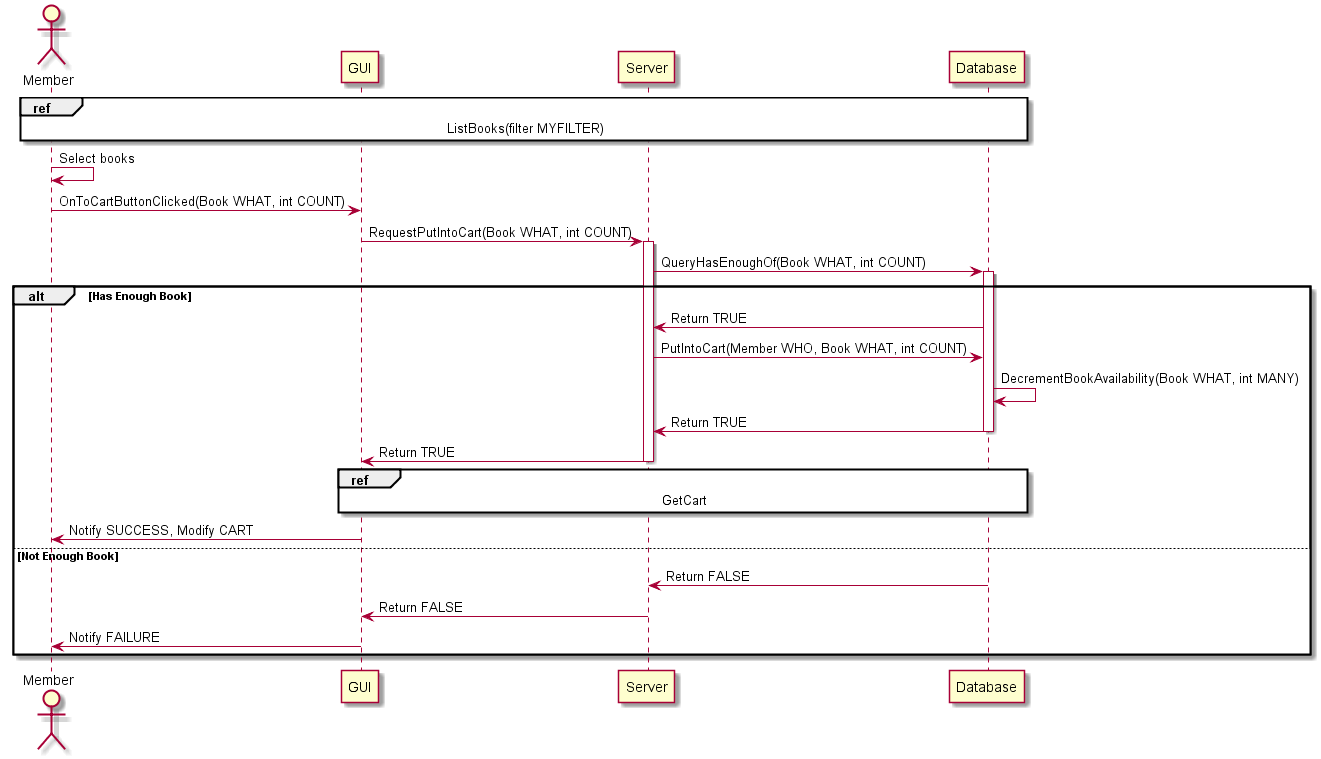 Member
GUI
Server
Database
ref
ListBooks(filter MYFILTER)
Select books
OnToCartButtonClicked(Book WHAT, int COUNT)
RequestPutIntoCart(Book WHAT, int COUNT)
QueryHasEnoughOf(Book WHAT, int COUNT)
alt [Has Enough Book]
Return TRUE
PutIntoCart(Member WHO, Book WHAT, int COUNT)
DecrementBookAvailability(Book WHAT, int MANY)
Return TRUE
Return TRUE
ref
GetCart
Notify SUCCESS, Modify CART
[Not Enough Book]
Return FALSE
Return FALSE
Notify FAILURE
Member
GUI
Server
Database